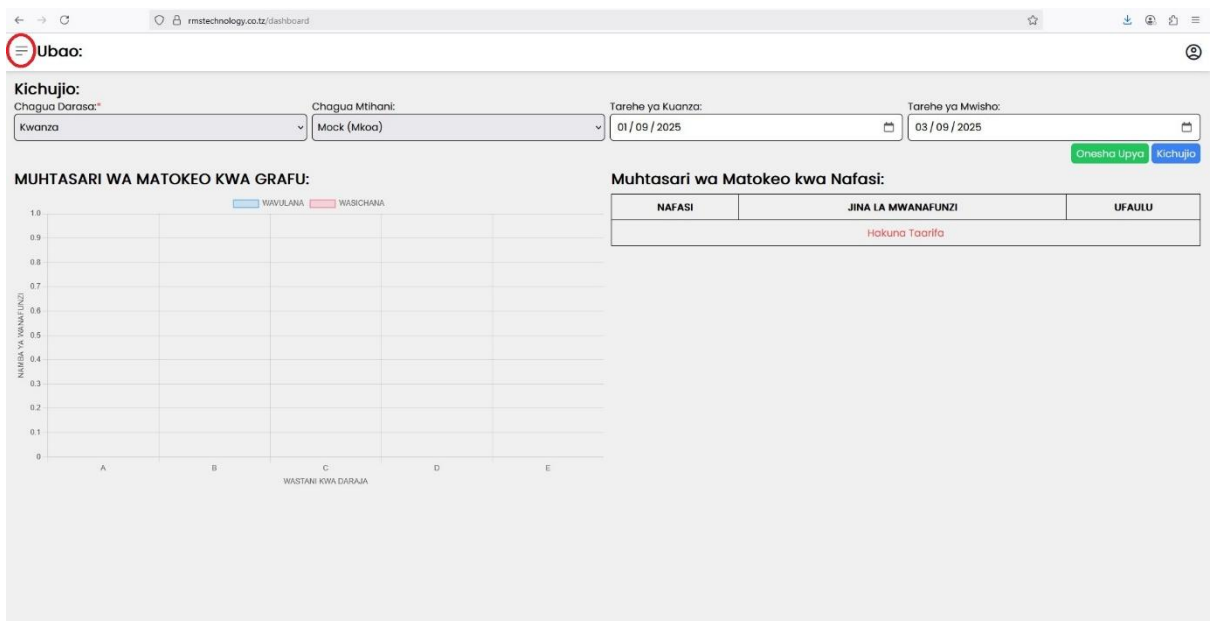 rmstechnology.co.tz/dashboard
Ubao:
Kichujio:
Chagua Darasa:*
Chagua Mtihani:
Tarehe ya Kuanza:
Tarehe ya Mwisho:
Kwanza
Mock (Mkoa)
01 / 09 / 2025
03 / 09 / 2025
Onesha Upya
Kichujio
MUHTASARI WA MATOKEO KWA GRAFU:
WAVULANA
WASICHANA
1.0
0.9
0.8
0.7
0.6
0.5
0.4
0.3
0.2
0.1
0
NAMBA YA WANAFUNZI
A
B
C
D
E
WASTANI KWA DARAJA
Muhtasari wa Matokeo kwa Nafasi:
NAFASI
JINA LA MWANAFUNZI
UFAULU
Hakuna Taarifa